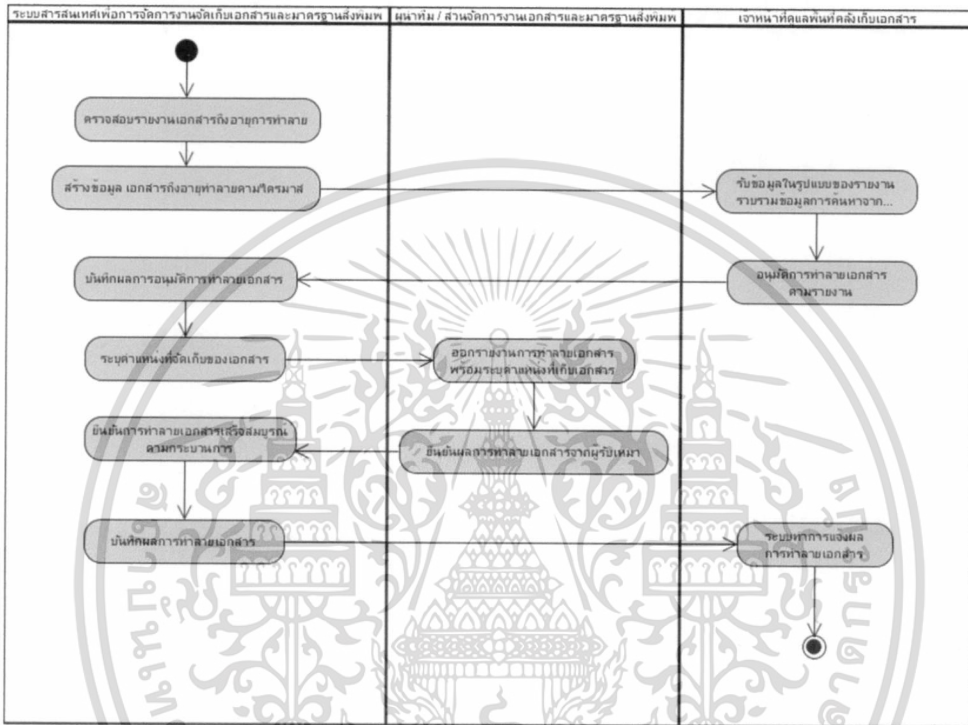 ระบบสารสนเทศเพื่อการจัดการงานจัดเก็บเอกสารและมาตรฐานสิ่งพิมพ์
ผู้นำทีม / ส่วนจัดการงานเอกสารและมาตรฐานสิ่งพิมพ์
เจ้าหน้าที่ดูแลพื้นที่คลังเก็บเอกสาร
ตรวจสอบรายงานเอกสารถึงอายุการทำลาย
สร้างข้อมูล เอกสารถึงอายุทำลายตามไตรมาส
รับข้อมูลในรูปแบบของรายงาน
รวบรวมข้อมูลการค้นหาจาก...
บันทึกผลการอนุมัติการทำลายเอกสาร
อนุมัติการทำลายเอกสาร
ตามรายงาน
ระบุตำแหน่งที่จัดเก็บของเอกสาร
ออกรายงานการทำลายเอกสาร
พร้อมระบุตำแหน่งที่เก็บเอกสาร
ยืนยันการทำลายเอกสารเสร็จสมบูรณ์
ตามกระบวนการ
ยืนยันผลการทำลายเอกสารจากผู้รับเหมา
บันทึกผลการทำลายเอกสาร
ระบบทำการแจ้งผล
การทำลายเอกสาร